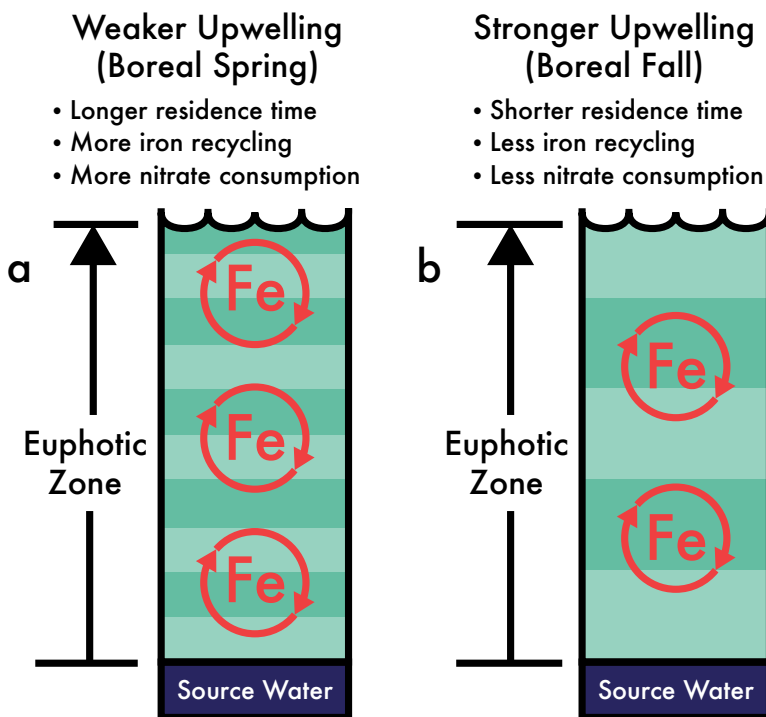 Weaker Upwelling
(Boreal Spring)
• Longer residence time
• More iron recycling
• More nitrate consumption
a
Euphotic
Zone
Fe
Fe
Fe
Source Water
Stronger Upwelling
(Boreal Fall)
• Shorter residence time
• Less iron recycling
• Less nitrate consumption
b
Euphotic
Zone
Fe
Fe
Source Water